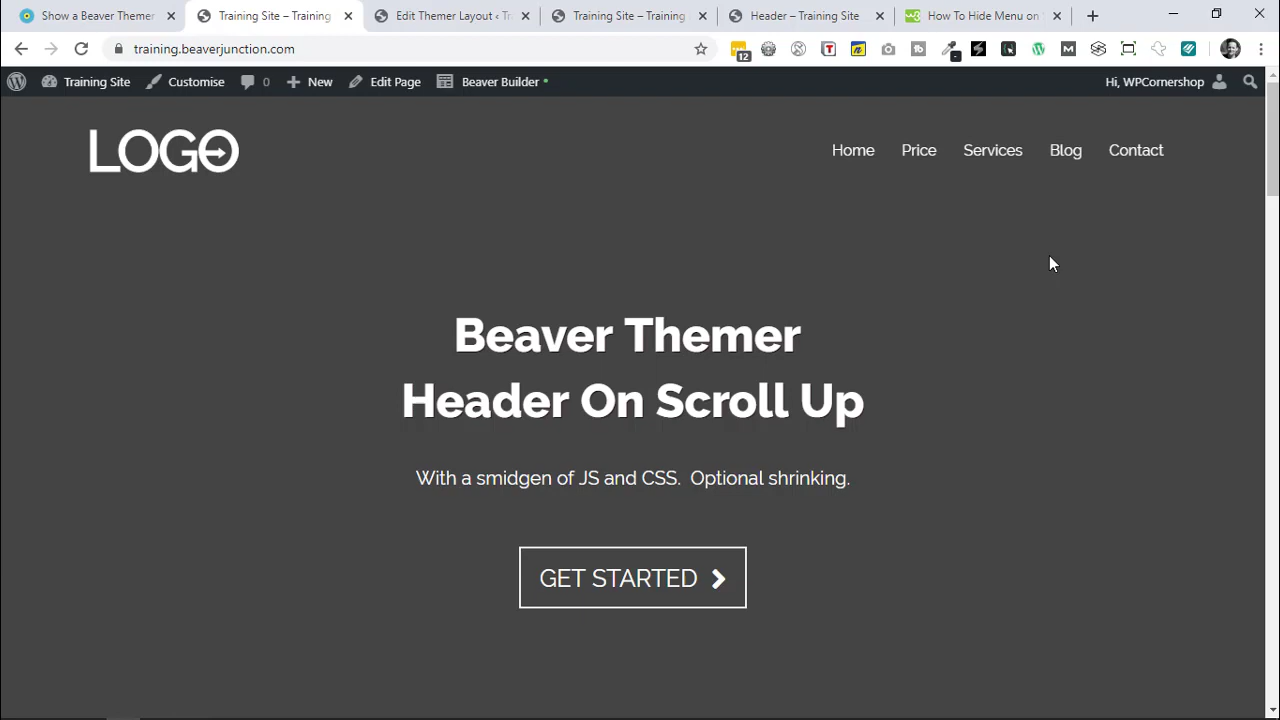 Show a Beaver Themer
Training Site – Training
Edit Themer Layout ‹ T
Training Site – Training
Header – Training Site
How To Hide Menu on
training.beaverjunction.com
12
Training Site
Customise
0
New
Edit Page
Beaver Builder
Hi, WPCornershop
LOGO
Home
Price
Services
Blog
Contact
Beaver Themer
Header On Scroll Up
With a smidgen of JS and CSS.  Optional shrinking.
GET STARTED